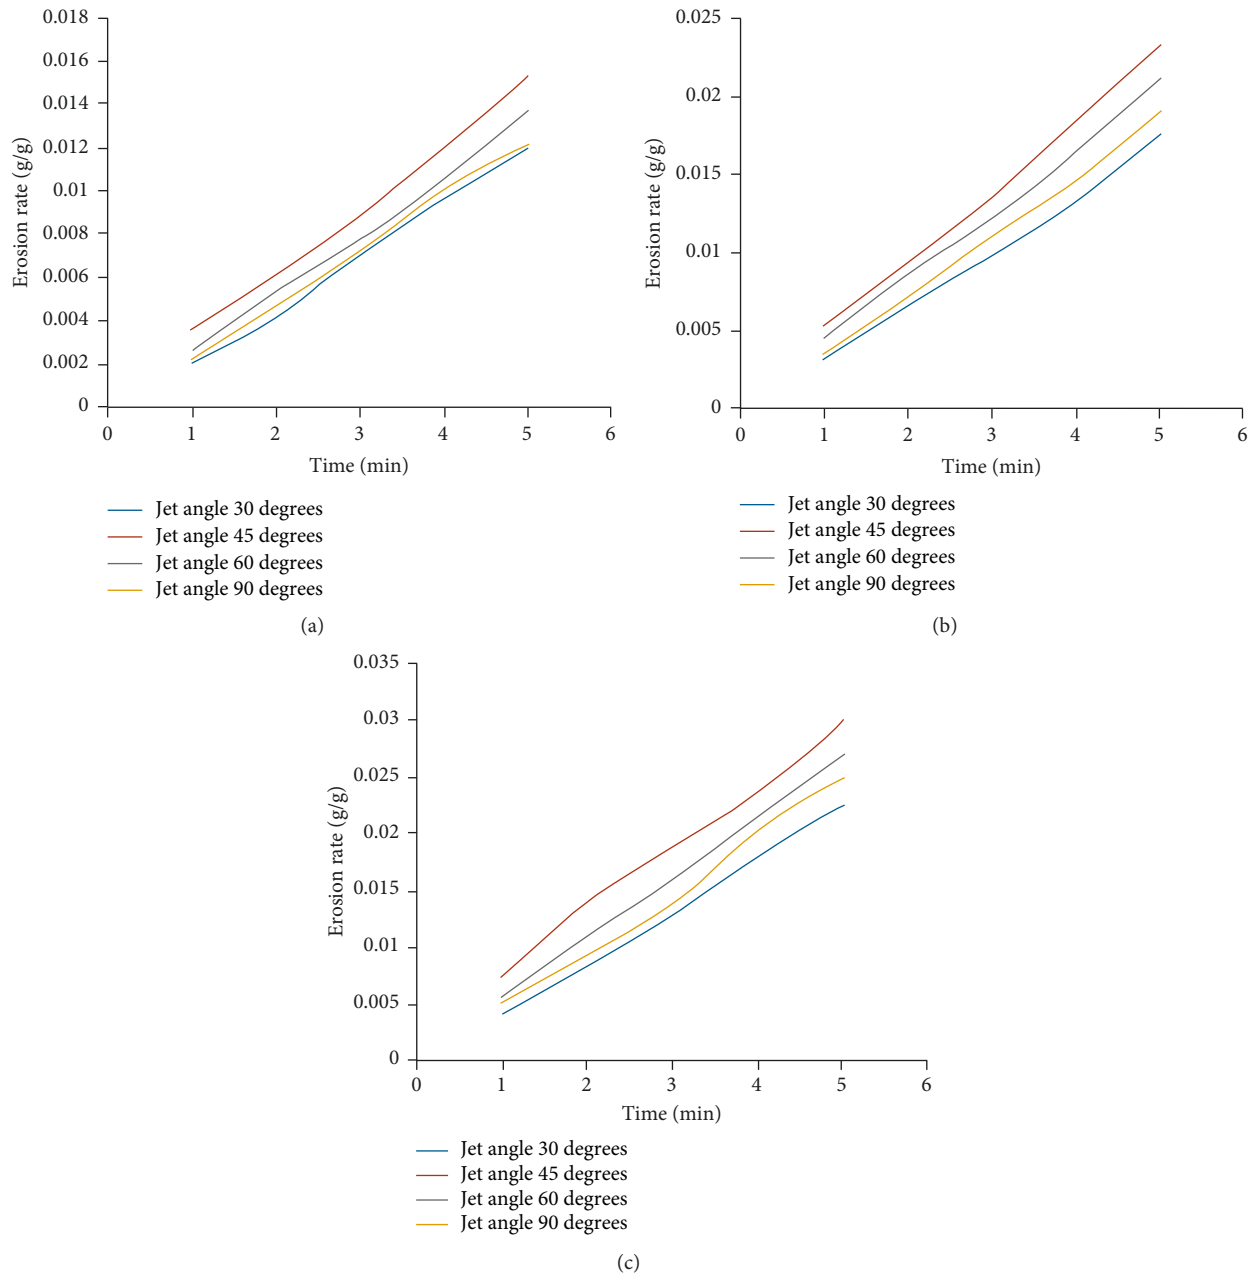 0.018
0.016
0.014
0.012
0.01
0.008
0.006
0.004
0.002
0
Erosion rate (g/g)
0 1 2 3 4 5 6
Time (min)
Jet angle 30 degrees
Jet angle 45 degrees
Jet angle 60 degrees
Jet angle 90 degrees
(a)
0.025
0.02
0.015
0.01
0.005
0
Erosion rate (g/g)
0 1 2 3 4 5 6
Time (min)
Jet angle 30 degrees
Jet angle 45 degrees
Jet angle 60 degrees
Jet angle 90 degrees
(b)
0.035
0.03
0.025
0.02
0.015
0.01
0.005
0
Erosion rate (g/g)
0 1 2 3 4 5 6
Time (min)
Jet angle 30 degrees
Jet angle 45 degrees
Jet angle 60 degrees
Jet angle 90 degrees
(c)